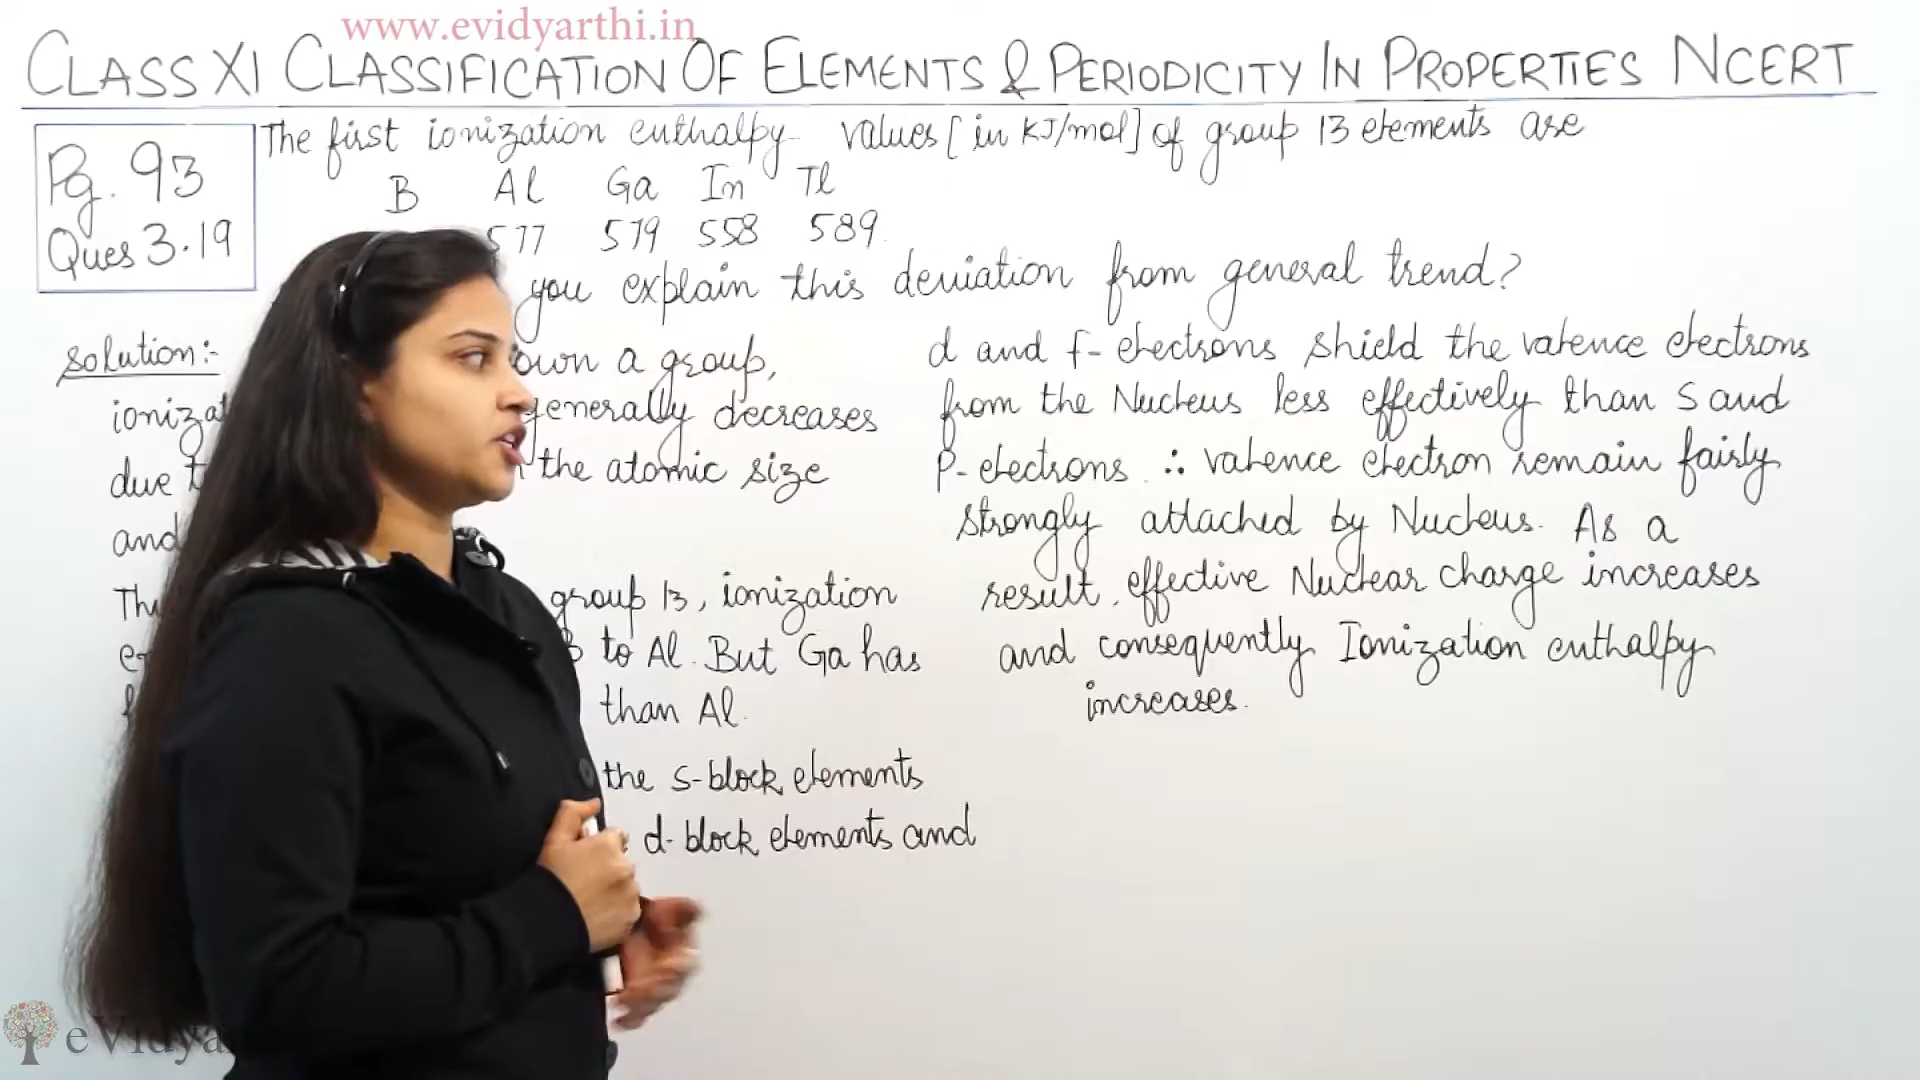 www.evidyarthi.in
CLASS XI CLASSIFICATION OF ELEMENTS & PERIODICITY IN PROPERTIES NCERT
Pg. 93
Ques 3.19
The first ionization enthalpy values [in KJ/mol] of group 13 elements are
B Al Ga In Tl
577 579 558 589
you explain this deviation from general trend?
Solution:-
own a group,
ionizat generally decreases
due t the atomic size
and
group 13, ionization
to Al. But Ga has
than Al.
the s-block elements
d-block elements and
d and f-electrons shield the valence electrons
from the Nucleus less effectively than s and
p-electrons ∴ valence electron remain fairly
strongly attached by Nucleus. As a
result, effective Nuclear charge increases
and consequently Ionization enthalpy
increases.
eVidya